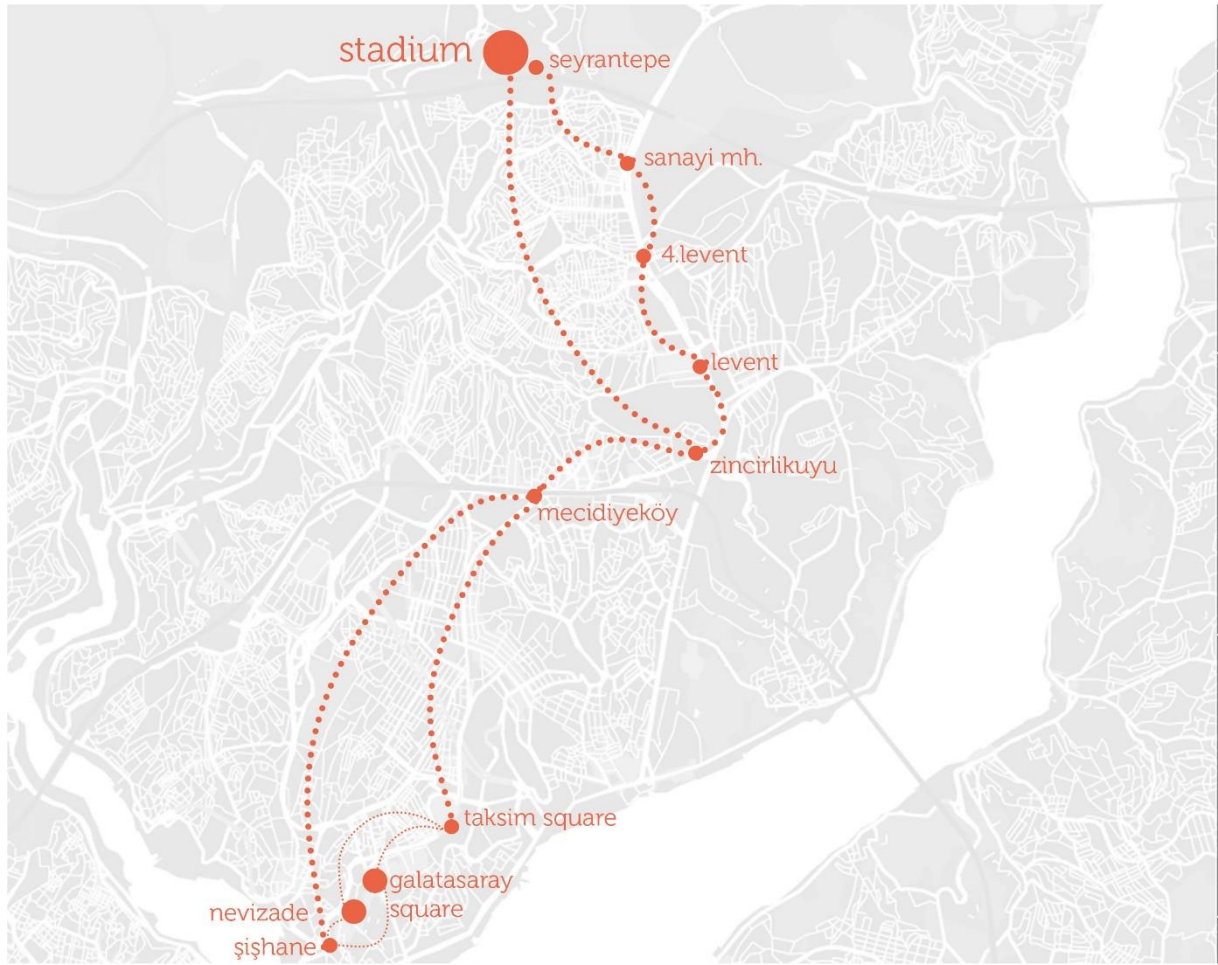 stadium
seyrantepe
sanayi mh.
4.levent
levent
zincirlikuyu
mecidiyeköy
taksim square
galatasaray
square
nevizade
şişhane